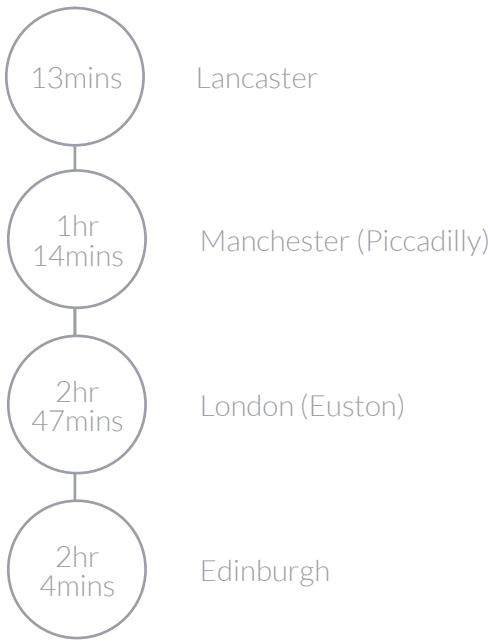 13mins
Lancaster
1hr
14mins
Manchester (Piccadilly)
2hr
47mins
London (Euston)
2hr
4mins
Edinburgh